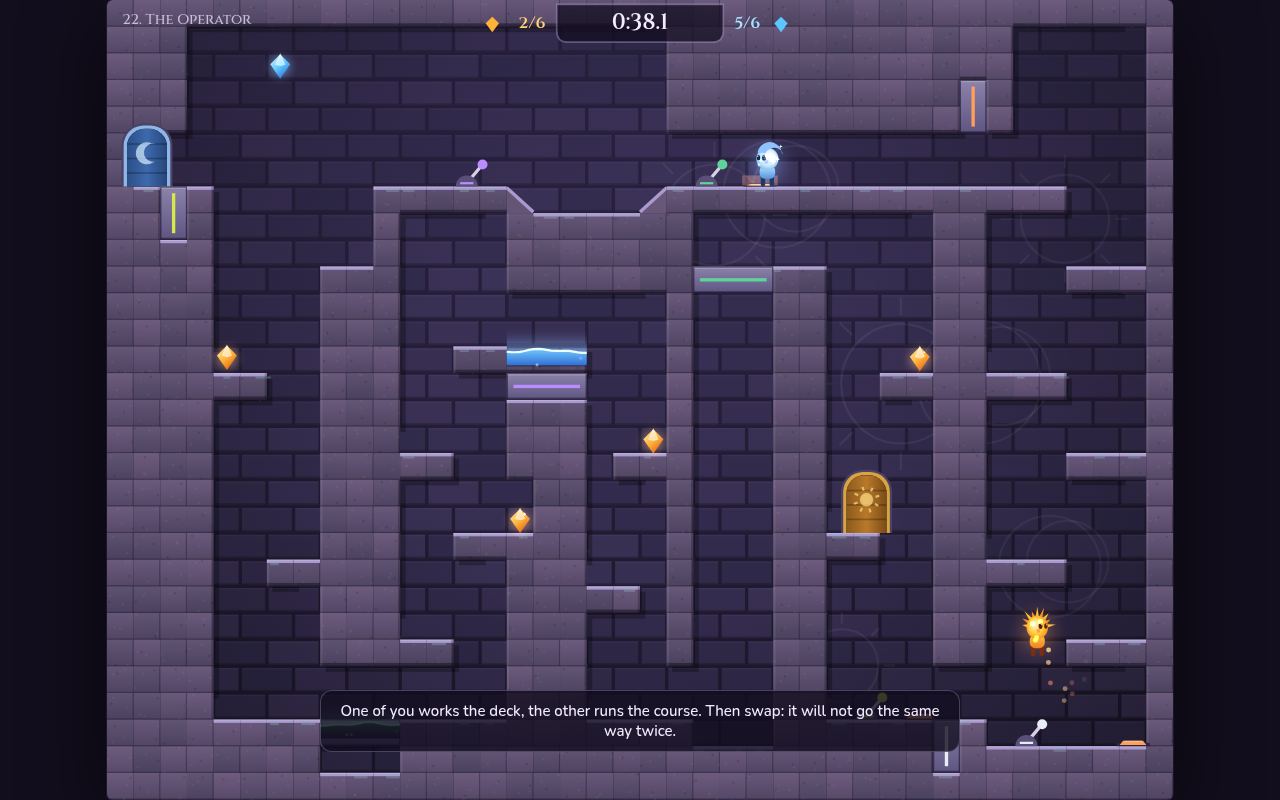 22. The Operator
2/6
0:38.1
5/6
One of you works the deck, the other runs the course. Then swap: it will not go the same
way twice.